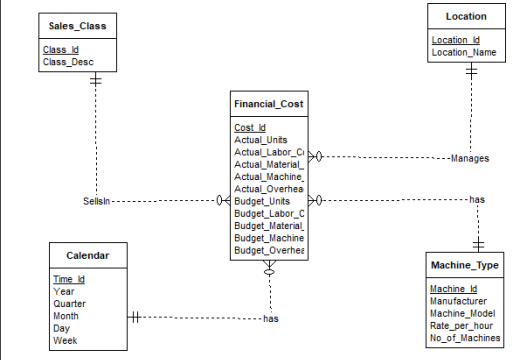 Sales_Class
Class_Id
Class_Desc
Location
Location_Id
Location_Name
Financial_Cost
Cost_Id
Actual_Units
Actual_Labor_C
Actual_Material_
Actual_Machine_
Actual_Overhea
Budget_Units
Budget_Labor_C
Budget_Material_
Budget_Machine
Budget_Overhea
Manages
SellsIn
has
Calendar
Time_Id
Year
Quarter
Month
Day
Week
Machine_Type
Machine_Id
Manufacturer
Machine_Model
Rate_per_hour
No_of_Machines
has